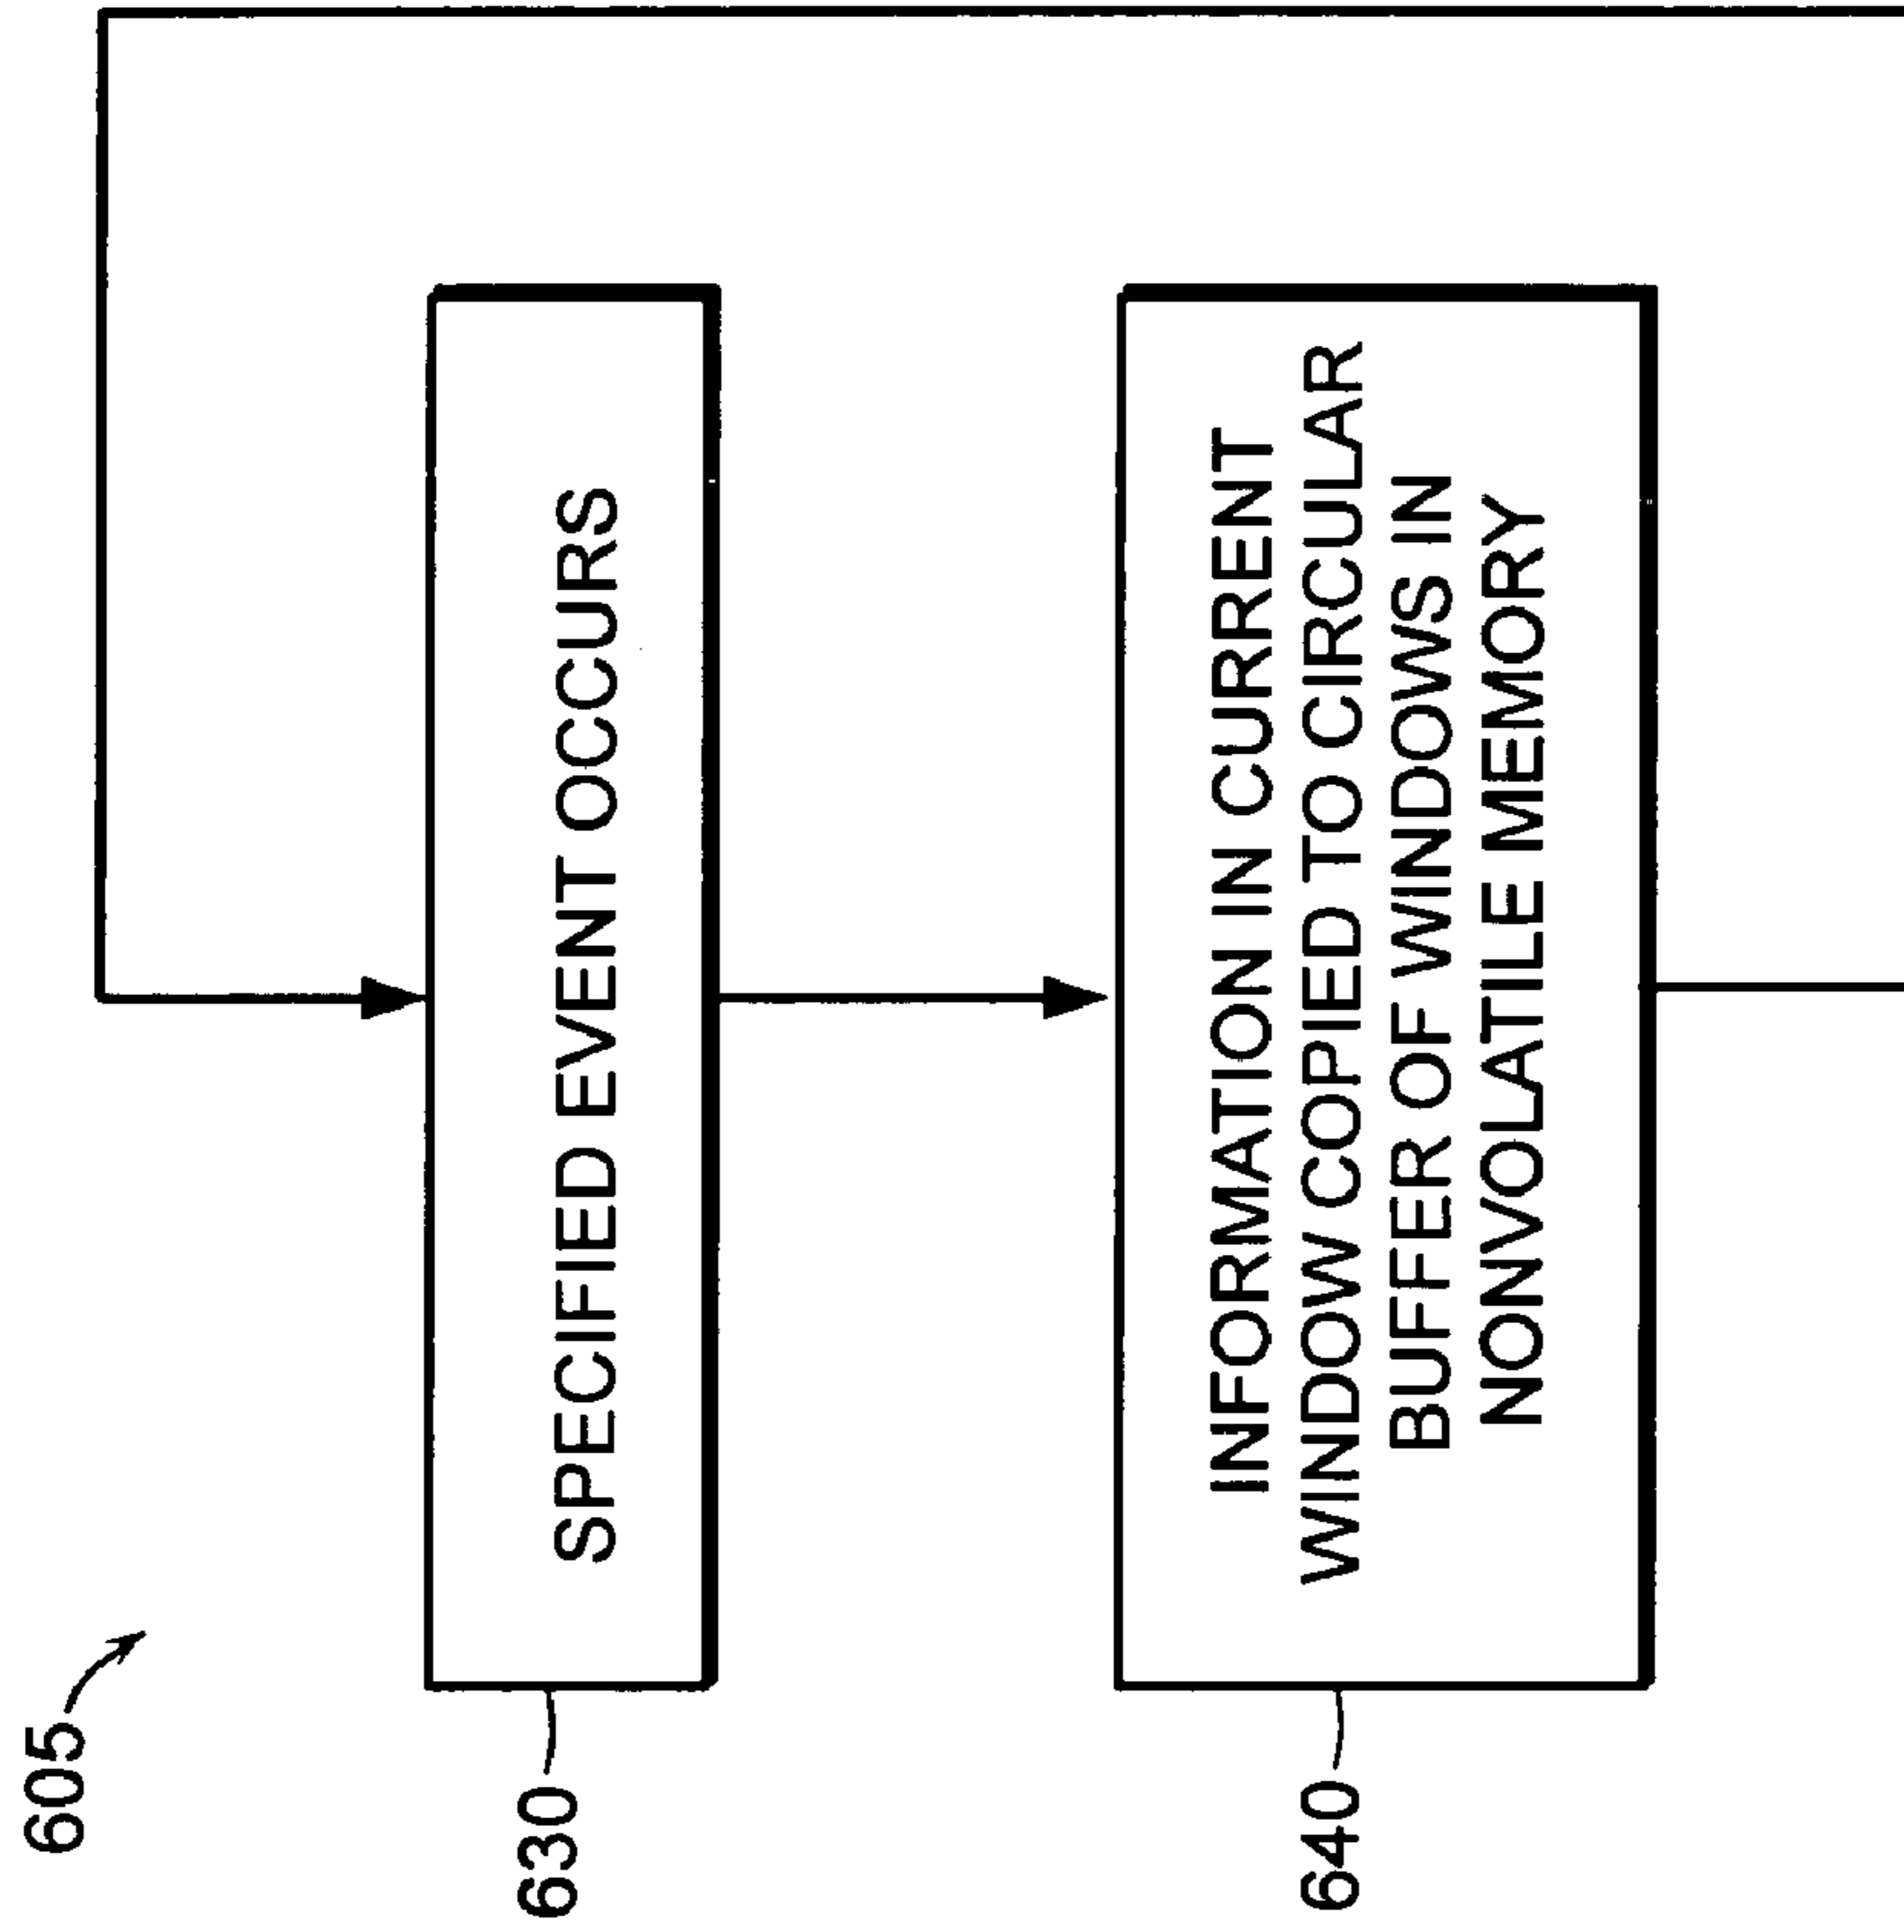 605
630
SPECIFIED EVENT OCCURS
640
INFORMATION IN CURRENT
WINDOW COPIED TO CIRCULAR
BUFFER OF WINDOWS IN
NONVOLATILE MEMORY